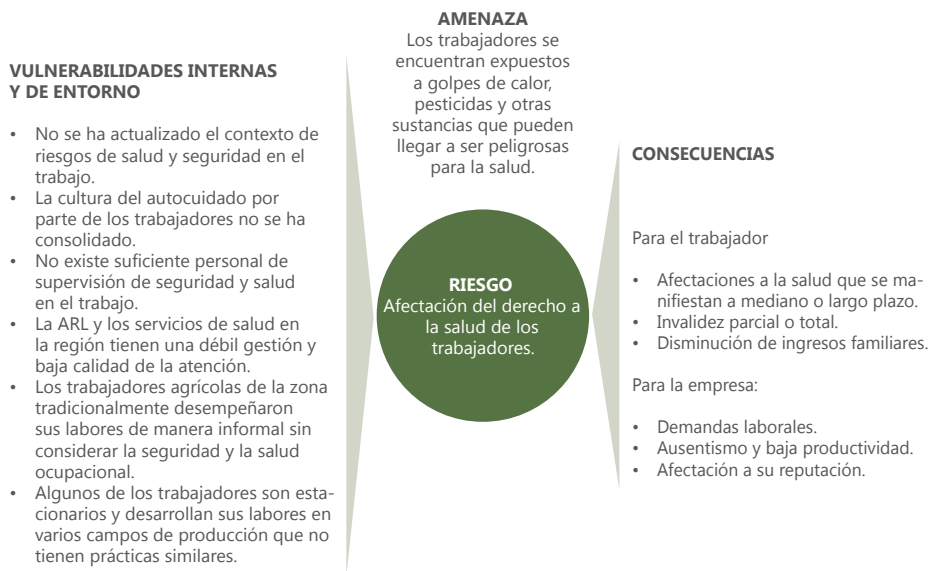 AMENAZA
Los trabajadores se
encuentran expuestos
a golpes de calor,
pesticidas y otras
sustancias que pueden
llegar a ser peligrosas
para la salud.
VULNERABILIDADES INTERNAS
Y DE ENTORNO
• No se ha actualizado el contexto de
riesgos de salud y seguridad en el
trabajo.
• La cultura del autocuidado por
parte de los trabajadores no se ha
consolidado.
• No existe suficiente personal de
supervisión de seguridad y salud
en el trabajo.
• La ARL y los servicios de salud en
la región tienen una débil gestión y
baja calidad de la atención.
• Los trabajadores agrícolas de la zona
tradicionalmente desempeñaron
sus labores de manera informal sin
considerar la seguridad y la salud
ocupacional.
• Algunos de los trabajadores son esta-
cionarios y desarrollan sus labores en
varios campos de producción que no
tienen prácticas similares.
RIESGO
Afectación del derecho a
la salud de los
trabajadores.
CONSECUENCIAS
Para el trabajador
• Afectaciones a la salud que se ma-
nifiestan a mediano o largo plazo.
• Invalidez parcial o total.
• Disminución de ingresos familiares.
Para la empresa:
• Demandas laborales.
• Ausentismo y baja productividad.
• Afectación a su reputación.